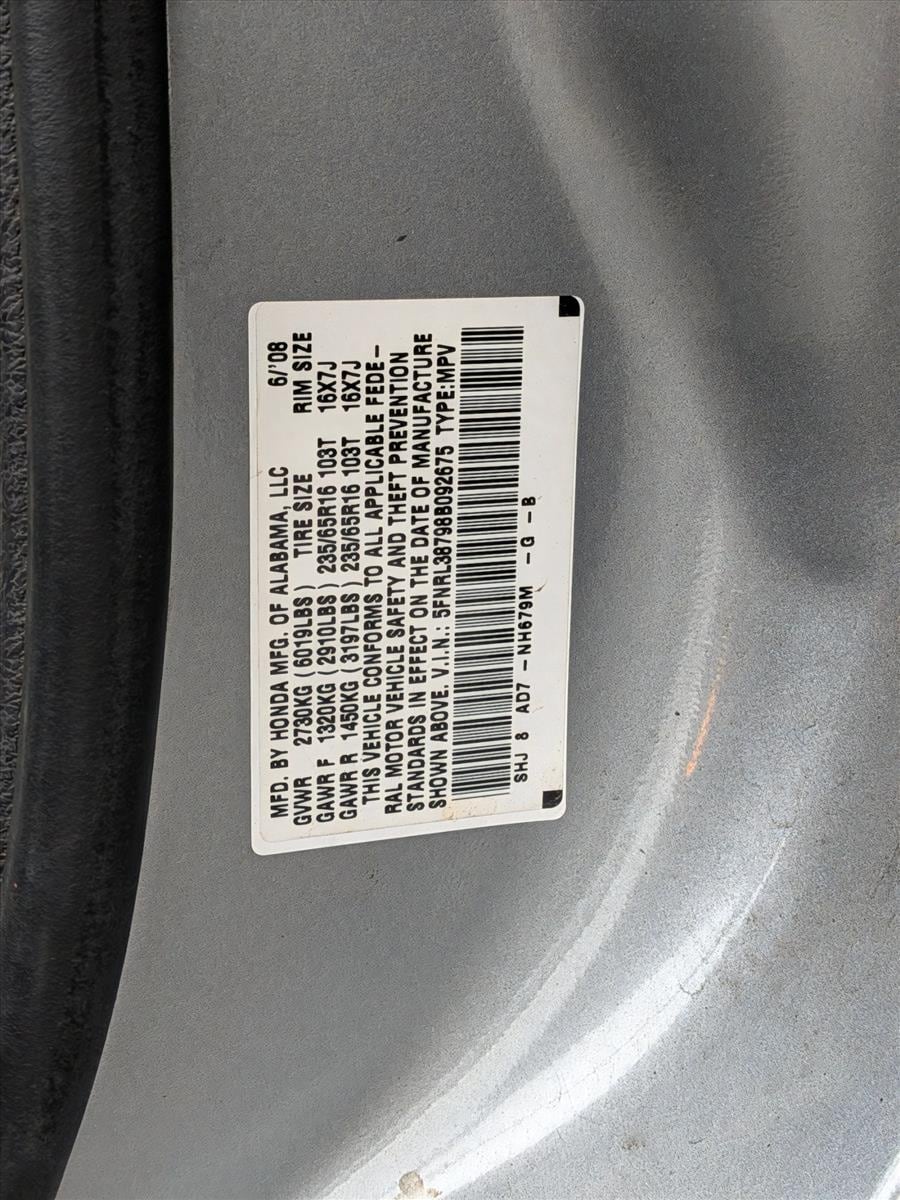 MFD. BY HONDA MFG. OF ALABAMA, LLC 6/'08
GVWR 2730KG (6019LBS) TIRE SIZE RIM SIZE
GAWR F 1320KG (2910LBS) 235/65R16 103T 16X7J
GAWR R 1450KG (3197LBS) 235/65R16 103T 16X7J
THIS VEHICLE CONFORMS TO ALL APPLICABLE FEDE-
RAL MOTOR VEHICLE SAFETY AND THEFT PREVENTION
STANDARDS IN EFFECT ON THE DATE OF MANUFACTURE
SHOWN ABOVE. V.I.N.: 5FNRL38798B092675 TYPE:MPV
SHJ 8 AD7 -NH679M -G -B